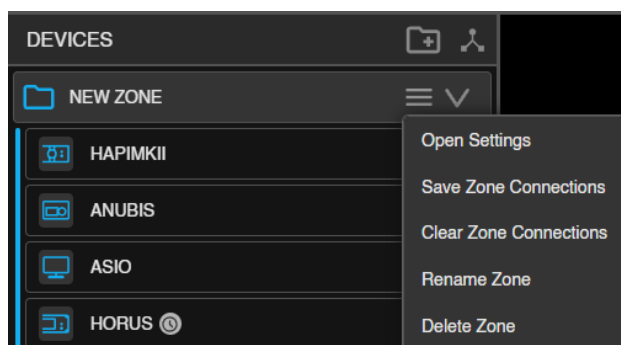 DEVICES
NEW ZONE
HAPIMKII
ANUBIS
ASIO
HORUS
Open Settings
Save Zone Connections
Clear Zone Connections
Rename Zone
Delete Zone